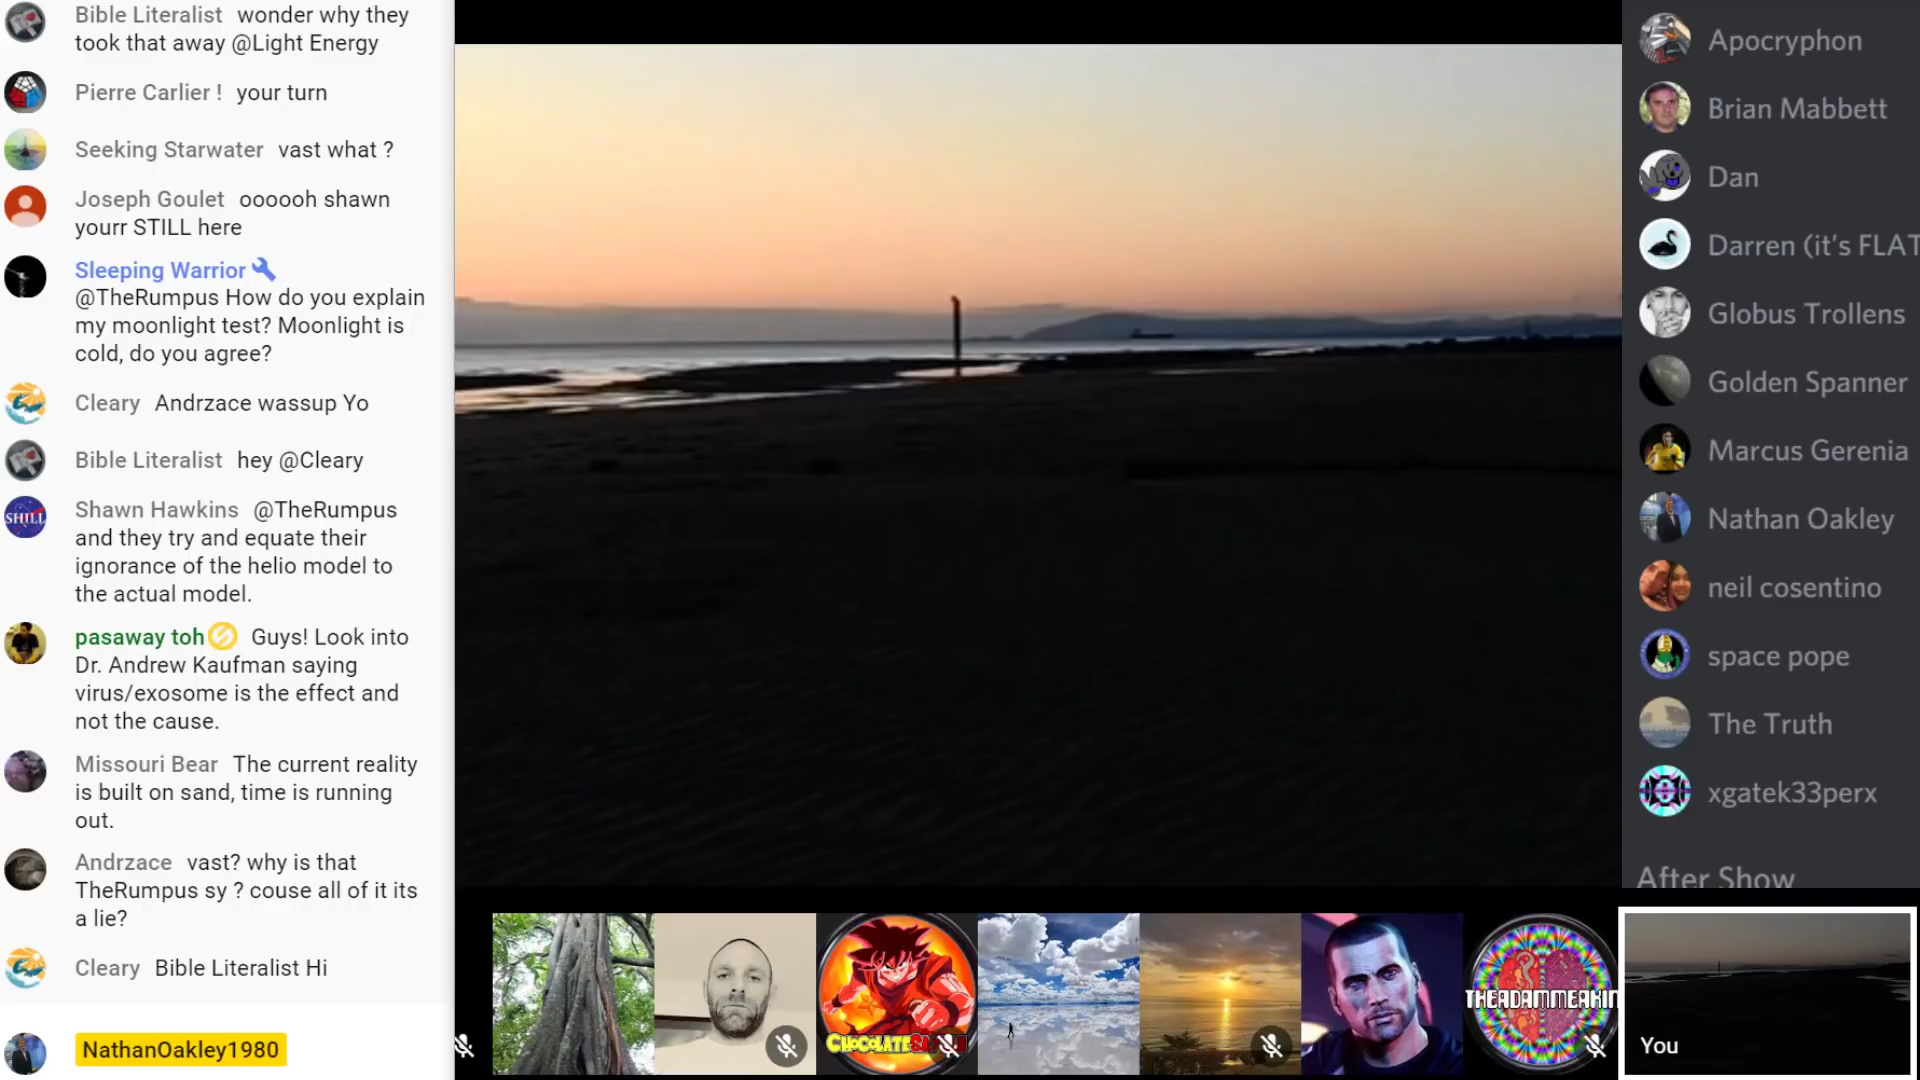 Bible Literalist wonder why they
took that away @Light Energy
Pierre Carlier ! your turn
Seeking Starwater vast what ?
Joseph Goulet oooooh shawn
yourr STILL here
Sleeping Warrior
@TheRumpus How do you explain
my moonlight test? Moonlight is
cold, do you agree?
Cleary Andrzace wassup Yo
Bible Literalist hey @Cleary
SHILL
Shawn Hawkins @TheRumpus
and they try and equate their
ignorance of the helio model to
the actual model.
pasaway toh Guys! Look into
Dr. Andrew Kaufman saying
virus/exosome is the effect and
not the cause.
Missouri Bear The current reality
is built on sand, time is running
out.
Andrzace vast? why is that
TheRumpus sy ? couse all of it its
a lie?
Cleary Bible Literalist Hi
NathanOakley1980
Apocryphon
Brian Mabbett
Dan
Darren (it's FLAT
Globus Trollens
Golden Spanner
Marcus Gerenia
Nathan Oakley
neil cosentino
space pope
The Truth
xgatek33perx
After Show
THEADAMMEAKIN
You